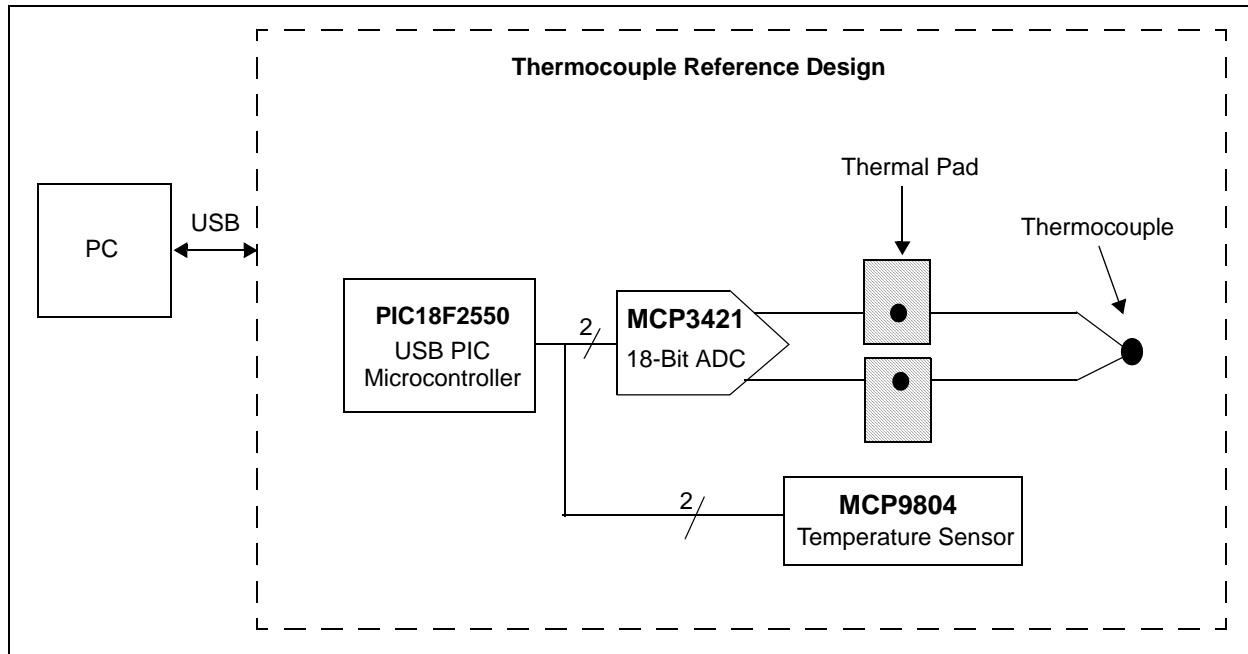 Thermocouple Reference Design
Thermal Pad
Thermocouple
USB
PC
PIC18F2550
USB PIC
Microcontroller
2
MCP3421
18-Bit ADC
2
MCP9804
Temperature Sensor